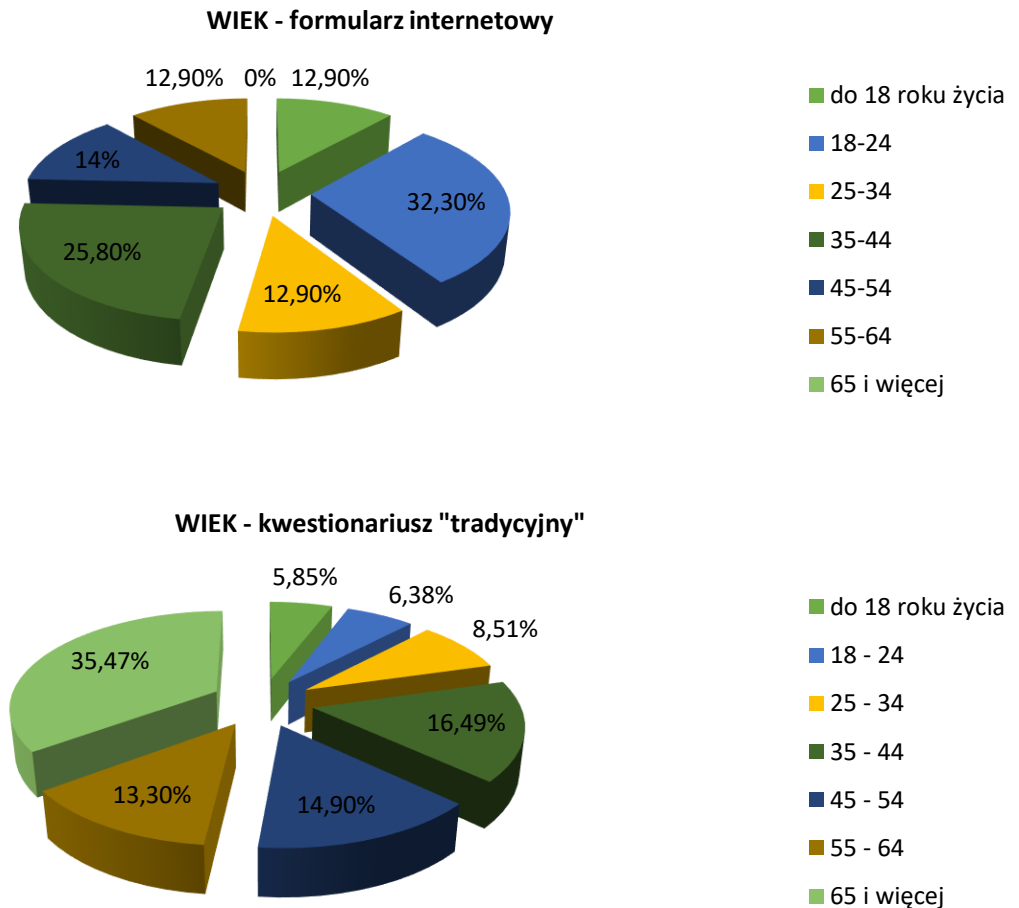 WIEK - formularz internetowy
12,90% 0% 12,90%
14%
32,30%
25,80%
12,90%
do 18 roku życia
18-24
25-34
35-44
45-54
55-64
65 i więcej
WIEK - kwestionariusz "tradycyjny"
5,85%
6,38%
8,51%
35,47%
16,49%
13,30%
14,90%
do 18 roku życia
18 - 24
25 - 34
35 - 44
45 - 54
55 - 64
65 i więcej